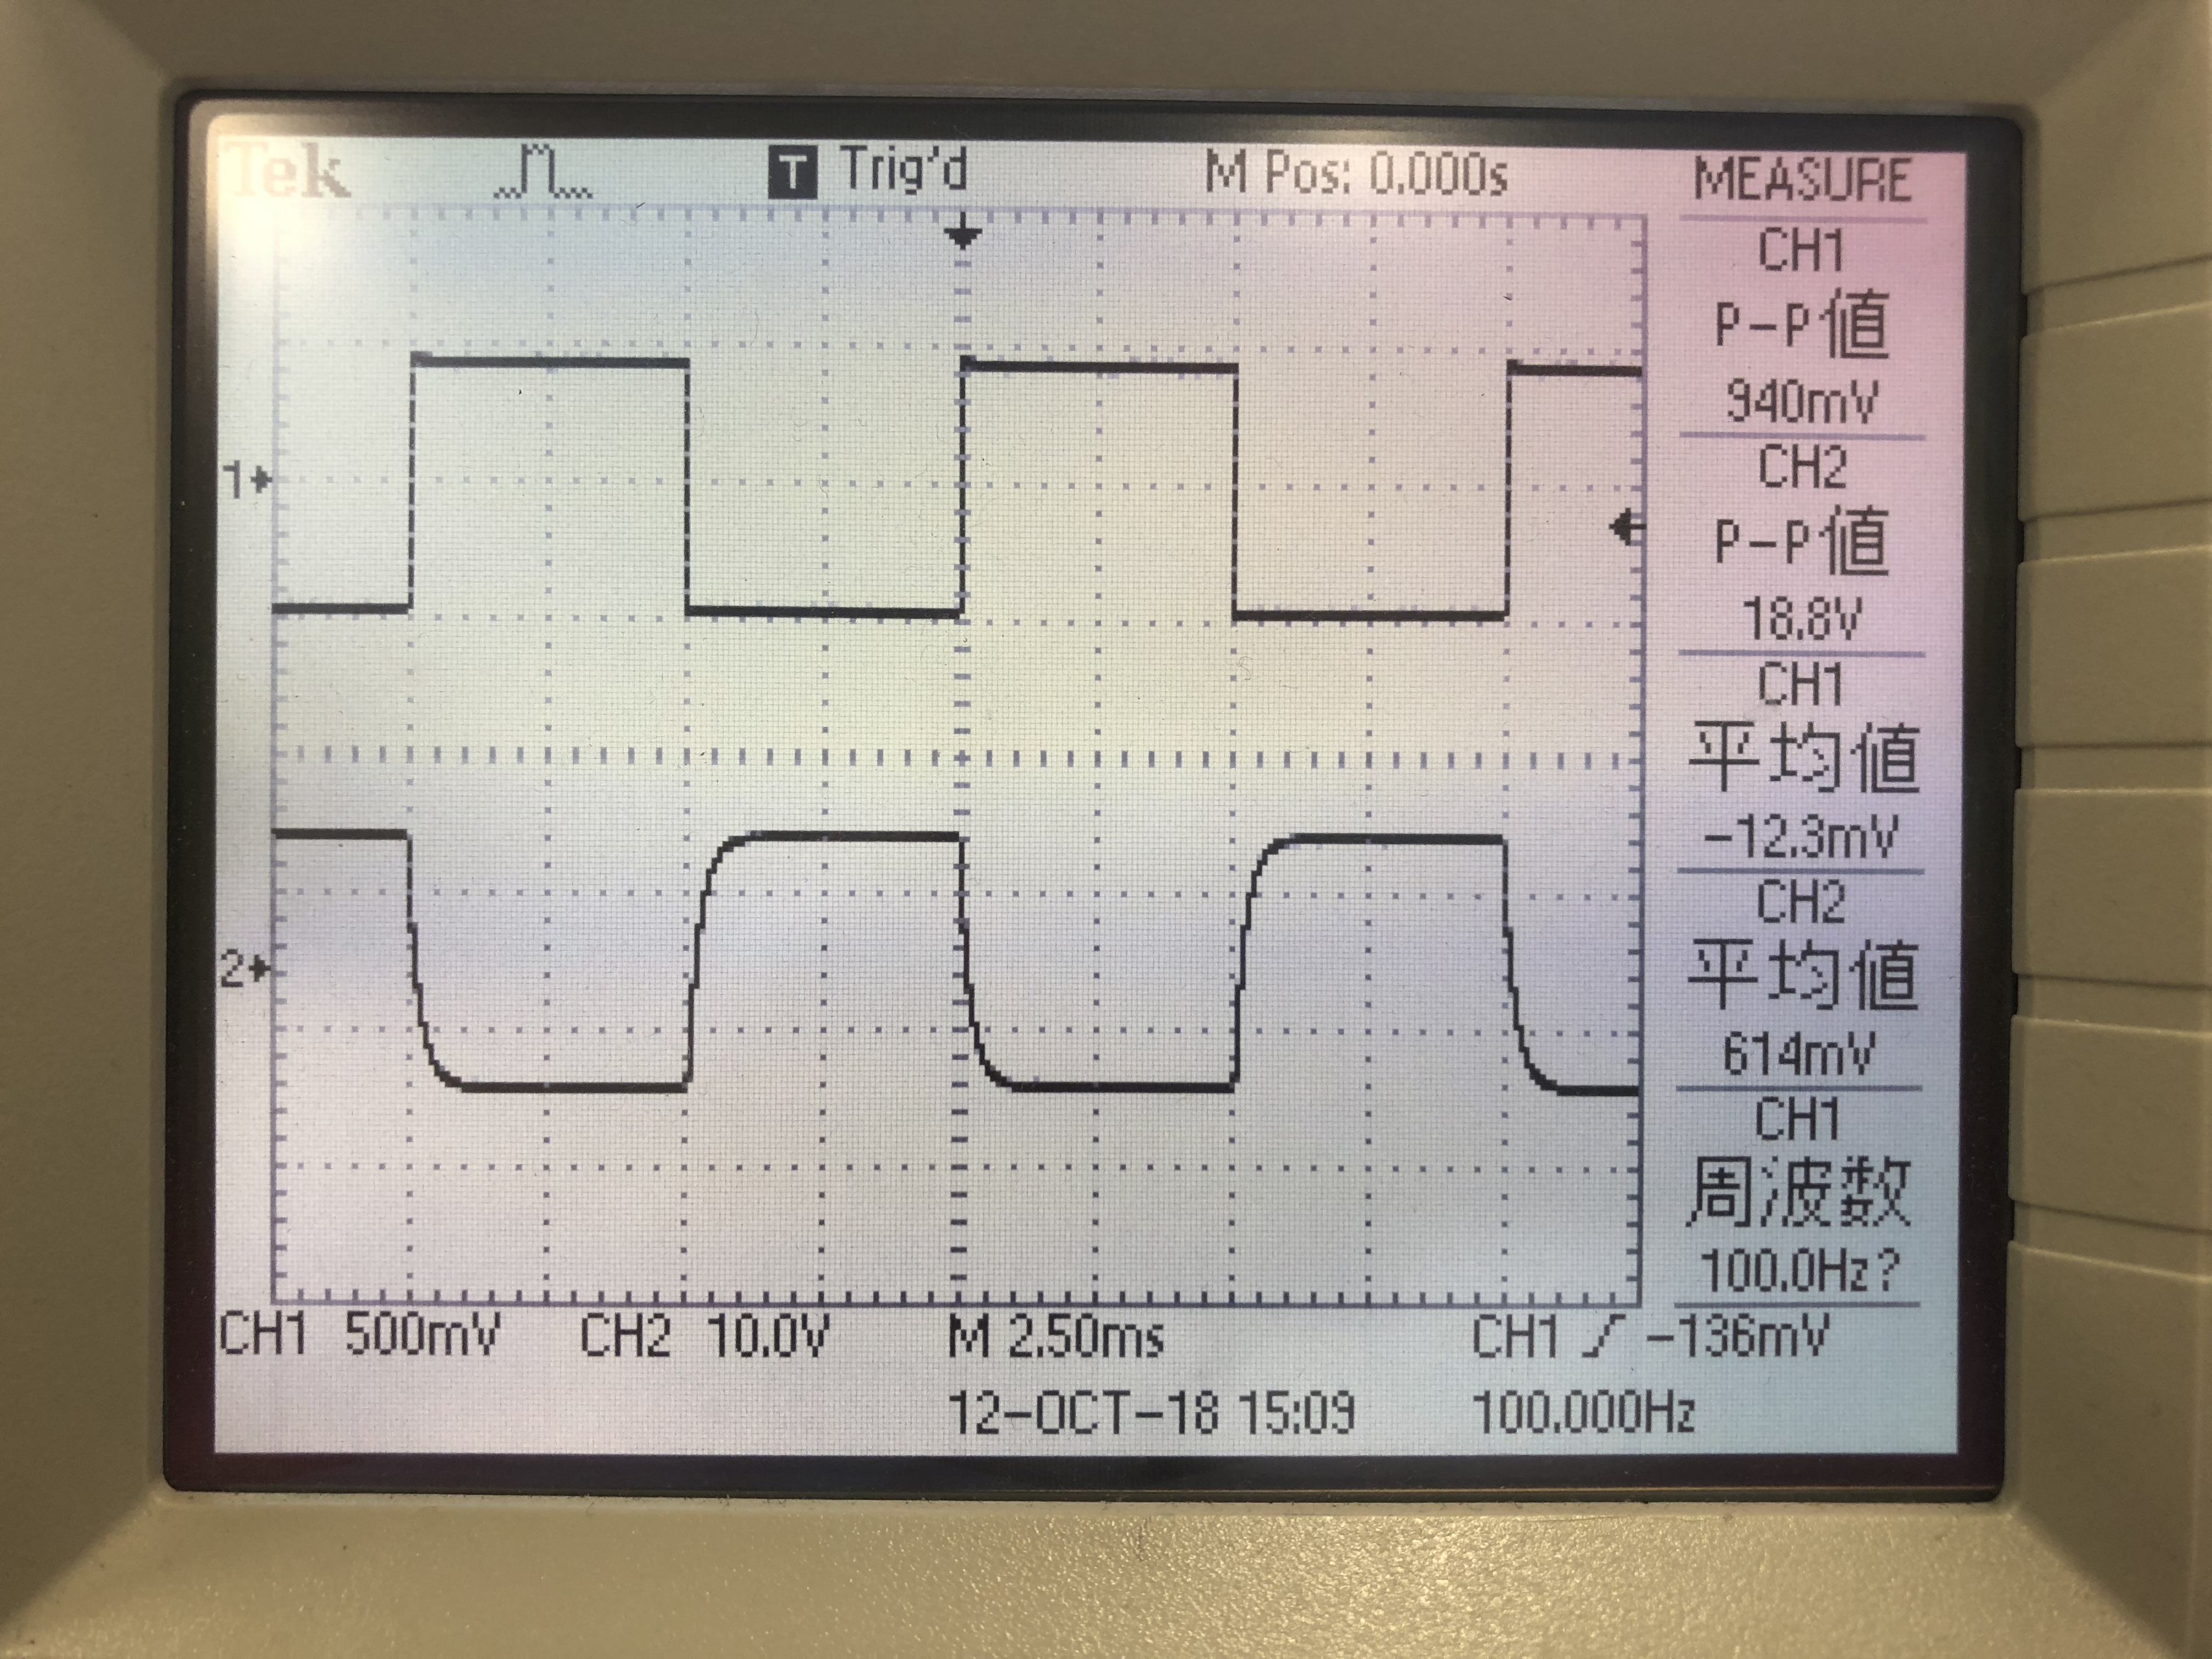 Tek T Trig'd M Pos: 0.000s MEASURE
CH1
P-P値
940mV
CH2
P-P値
18.8V
CH1
平均値
-12.3mV
CH2
平均値
614mV
CH1
周波数
100.0Hz?
1
2
CH1 500mV CH2 10.0V M 2.50ms CH1 -136mV
12-OCT-18 15:09 100.000Hz